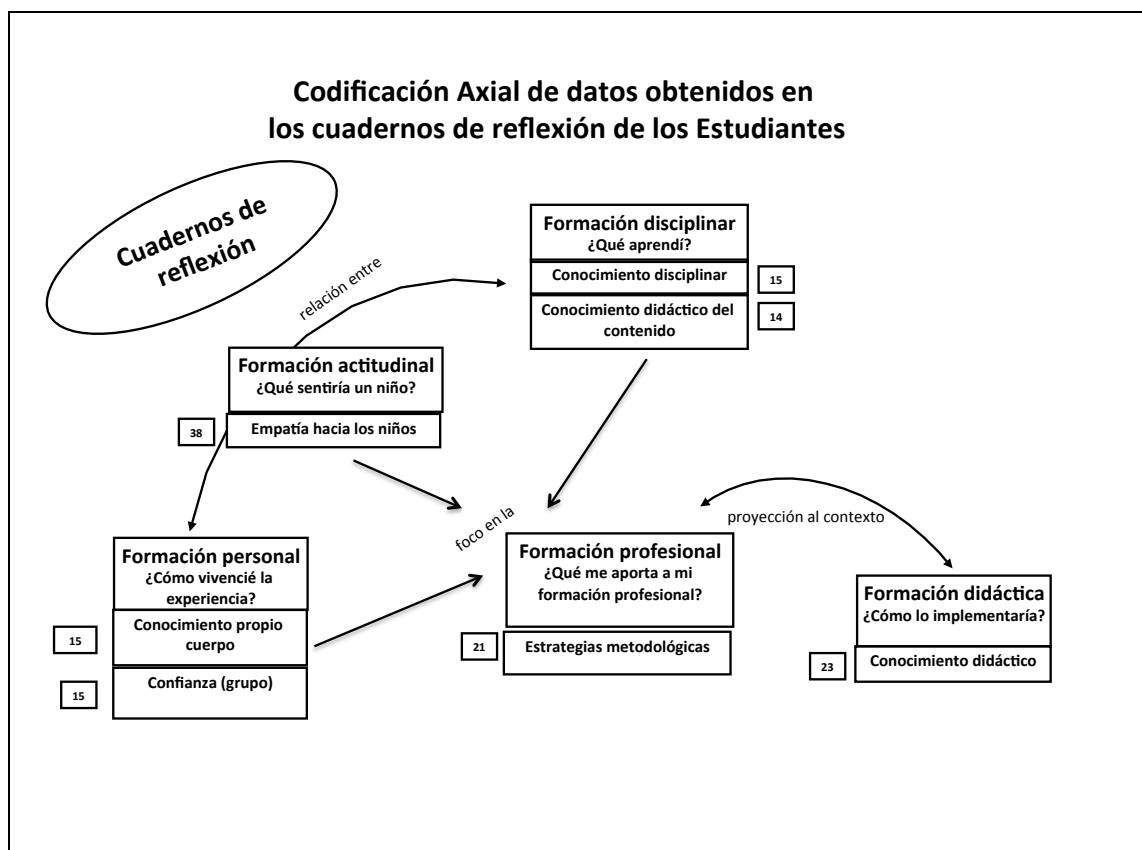 Codificación Axial de datos obtenidos en
los cuadernos de reflexión de los Estudiantes
Cuadernos de
reflexión
relación entre
Formación disciplinar
¿Qué aprendí?
Conocimiento disciplinar
15
Conocimiento didáctico del
contenido
14
Formación actitudinal
¿Qué sentiría un niño?
38
Empatía hacia los niños
foco en la
proyección al contexto
Formación personal
¿Cómo vivencié la
experiencia?
15
Conocimiento propio
cuerpo
15
Confianza (grupo)
Formación profesional
¿Qué me aporta a mi
formación profesional?
21
Estrategias metodológicas
Formación didáctica
¿Cómo lo implementaría?
23
Conocimiento didáctico